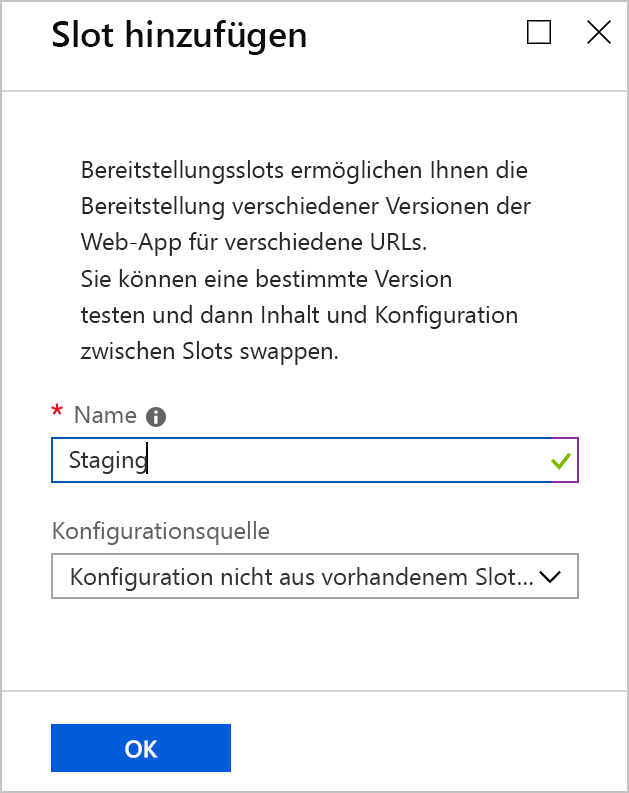 Slot hinzufügen
Bereitstellungsslots ermöglichen Ihnen die
Bereitstellung verschiedener Versionen der
Web-App für verschiedene URLs.
Sie können eine bestimmte Version
testen und dann Inhalt und Konfiguration
zwischen Slots swappen.
* Name
Staging
Konfigurationsquelle
Konfiguration nicht aus vorhandenem Slot...
OK